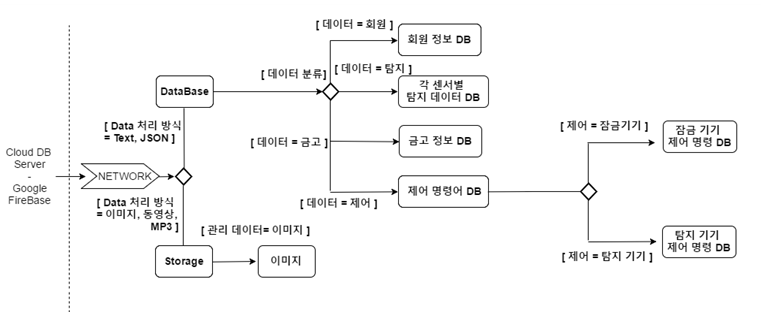 [ 데이터 = 회원 ]
회원 정보 DB
[ 데이터 분류]
[ 데이터 = 탐지 ]
DataBase
각 센서별
탐지 데이터 DB
[ Data 처리 방식
= Text, JSON ]
[데이터 = 금고 ]
금고 정보 DB
[ 제어 = 잠금기기 ]
잠금 기기
제어 명령 DB
Cloud DB
Server
-
Google
FireBase
NETWORK
제어 명령어 DB
[ 데이터 = 제어 ]
[ Data 처리 방식
= 이미지, 동영상,
MP3 ]
[ 관리 데이터= 이미지 ]
Storage
이미지
탐지 기기
제어 명령 DB
[ 제어 = 탐지 기기 ]